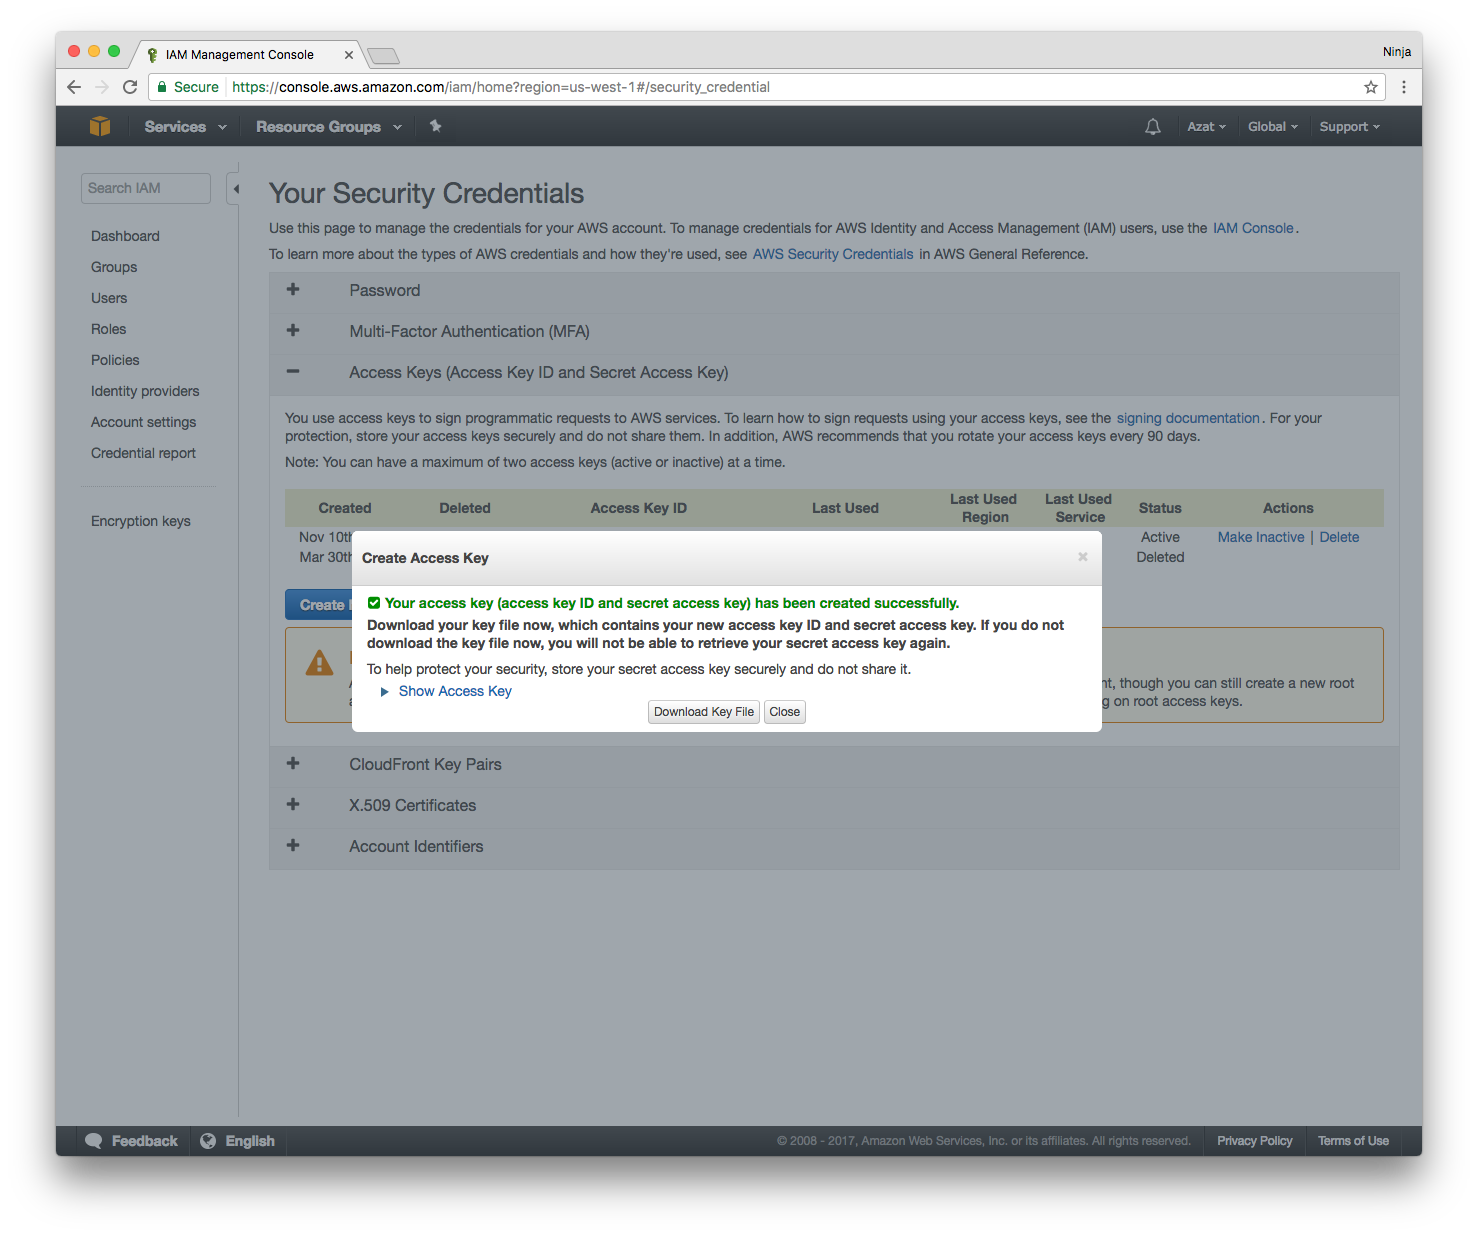 IAM Management Console
Ninja
Secure https://console.aws.amazon.com/iam/home?region=us-west-1#/security_credential
Services Resource Groups Azat Global Support
Search IAM
Dashboard
Groups
Users
Roles
Policies
Identity providers
Account settings
Credential report
Encryption keys
Your Security Credentials
Use this page to manage the credentials for your AWS account. To manage credentials for AWS Identity and Access Management (IAM) users, use the IAM Console.
To learn more about the types of AWS credentials and how they're used, see AWS Security Credentials in AWS General Reference.
Password
Multi-Factor Authentication (MFA)
Access Keys (Access Key ID and Secret Access Key)
You use access keys to sign programmatic requests to AWS services. To learn how to sign requests using your access keys, see the signing documentation. For your
protection, store your access keys securely and do not share them. In addition, AWS recommends that you rotate your access keys every 90 days.
Note: You can have a maximum of two access keys (active or inactive) at a time.
Created Deleted Access Key ID Last Used Last Used Region Last Used Service Status Actions
Nov 10th Active Make Inactive | Delete
Mar 30th Deleted
Create
Create Access Key
Your access key (access key ID and secret access key) has been created successfully.
Download your key file now, which contains your new access key ID and secret access key. If you do not
download the key file now, you will not be able to retrieve your secret access key again.
To help protect your security, store your secret access key securely and do not share it.
Show Access Key
Download Key File Close
nt, though you can still create a new root
g on root access keys.
CloudFront Key Pairs
X.509 Certificates
Account Identifiers
Feedback English © 2008 - 2017, Amazon Web Services, Inc. or its affiliates. All rights reserved. Privacy Policy Terms of Use